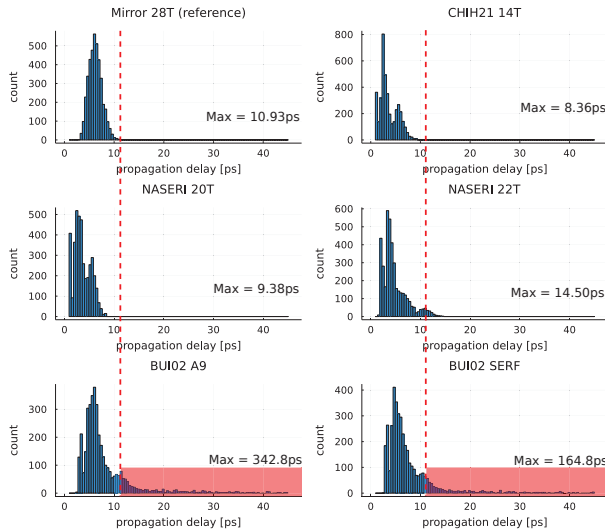 Mirror 28T (reference)
count
500
400
300
200
100
0
Max = 10.93ps
0 10 20 30 40
propagation delay [ps]
CHIH21 14T
count
800
600
400
200
0
Max = 8.36ps
0 10 20 30 40
propagation delay [ps]
NASERI 20T
count
500
400
300
200
100
0
Max = 9.38ps
0 10 20 30 40
propagation delay [ps]
NASERI 22T
count
600
500
400
300
200
100
0
Max = 14.50ps
0 10 20 30 40
propagation delay [ps]
BUI02 A9
count
300
200
100
0
Max = 342.8ps
0 10 20 30 40
propagation delay [ps]
BUI02 SERF
count
400
300
200
100
0
Max = 164.8ps
0 10 20 30 40
propagation delay [ps]